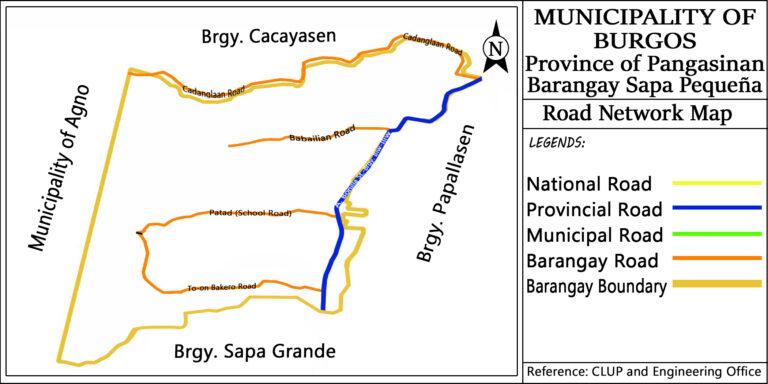 Brgy. Cacayasen
Cadanglaan Road
N
Cadanglaan Road
Municipality of Agno
Babailian Road
Brgy. Papallasen
Patad (School Road)
To-on Bakero Road
Brgy. Sapa Grande
MUNICIPALITY OF
BURGOS
Province of Pangasinan
Barangay Sapa Pequeña
Road Network Map
LEGENDS:
National Road
Provincial Road
Municipal Road
Barangay Road
Barangay Boundary
Reference: CLUP and Engineering Office